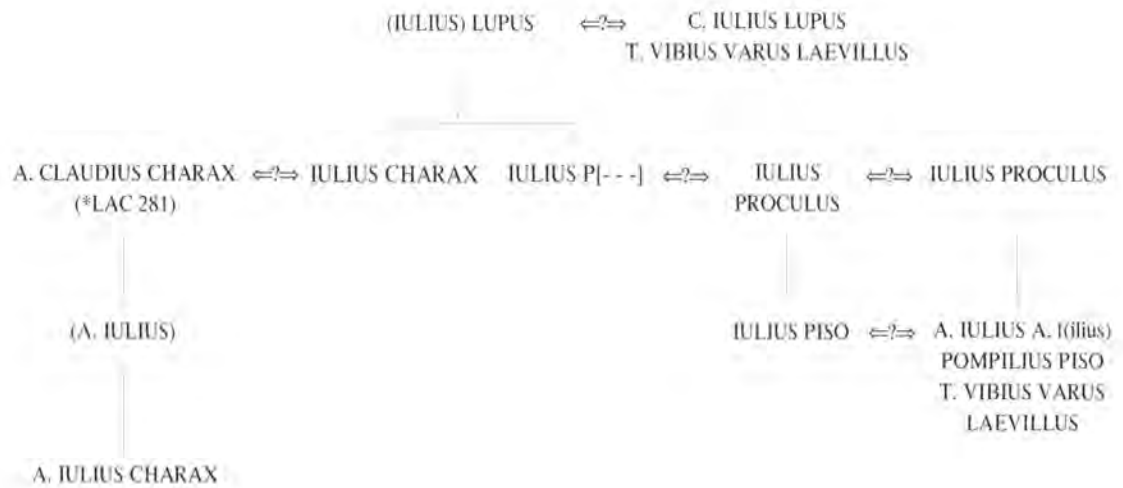 (IULIUS) LUPUS ⇐?⇒ C. IULIUS LUPUS
T. VIBIUS VARUS LAEVILLUS
A. CLAUDIUS CHARAX ⇐?⇒ IULIUS CHARAX IULIUS P[- - -] ⇐?⇒ IULIUS ⇐?⇒ IULIUS PROCULUS
(*LAC 281) PROCULUS
(A. IULIUS) IULIUS PISO ⇐?⇒ A. IULIUS A. f(ilius)
POMPILIUS PISO
T. VIBIUS VARUS
LAEVILLUS
A. IULIUS CHARAX